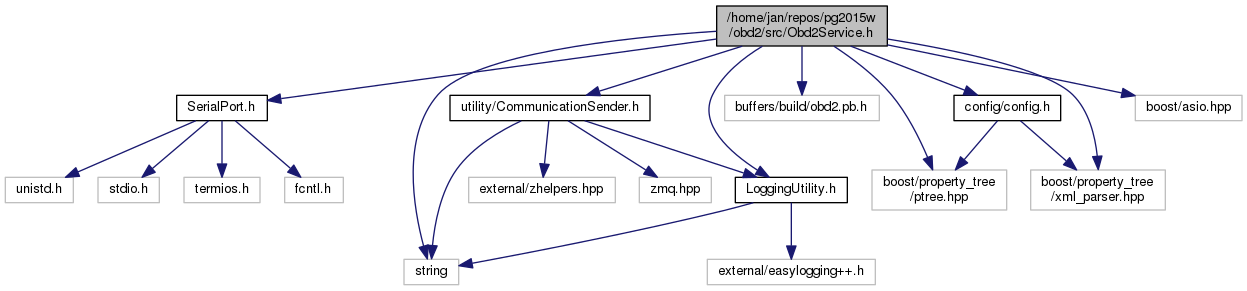 /home/jan/repos/pg2015w
/obd2/src/Obd2Service.h
SerialPort.h
utility/CommunicationSender.h
buffers/build/obd2.pb.h
config/config.h
boost/asio.hpp
unistd.h
stdio.h
termios.h
fcntl.h
external/zhelpers.hpp
zmq.hpp
LoggingUtility.h
boost/property_tree
/ptree.hpp
boost/property_tree
/xml_parser.hpp
string
external/easylogging++.h